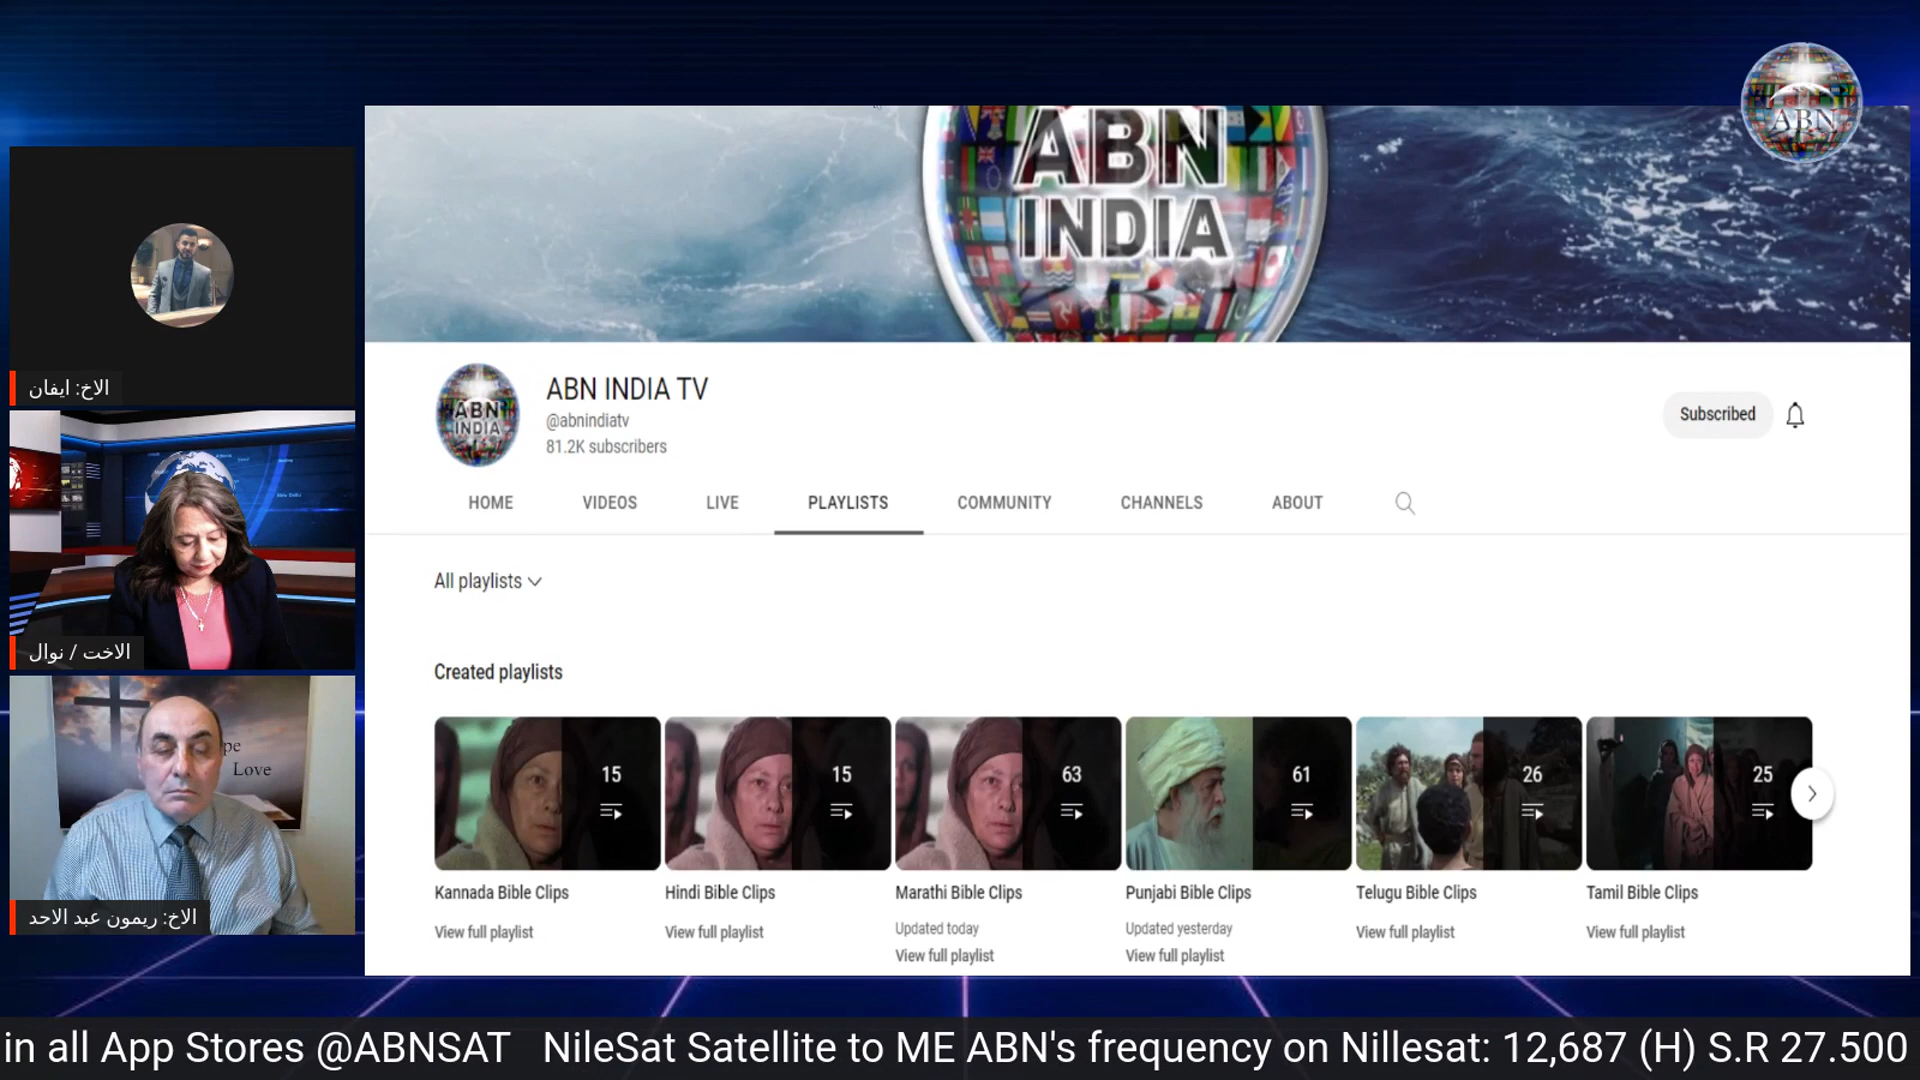 ABN
ABN
INDIA
الاخ: ايفان
ABN
INDIA
ABN INDIA TV
@abnindiatv
81.2K subscribers
Subscribed
HOME VIDEOS LIVE PLAYLISTS COMMUNITY CHANNELS ABOUT
All playlists
الاخت / نوال
Created playlists
pe
Love
15 15 63 61 26 25
Kannada Bible Clips Hindi Bible Clips Marathi Bible Clips Punjabi Bible Clips Telugu Bible Clips Tamil Bible Clips
View full playlist View full playlist Updated today Updated yesterday View full playlist View full playlist
View full playlist View full playlist
الاخ: ريمون عبد الاحد
in all App Stores @ABNSAT NileSat Satellite to ME ABN's frequency on Nillesat: 12,687 (H) S.R 27.500